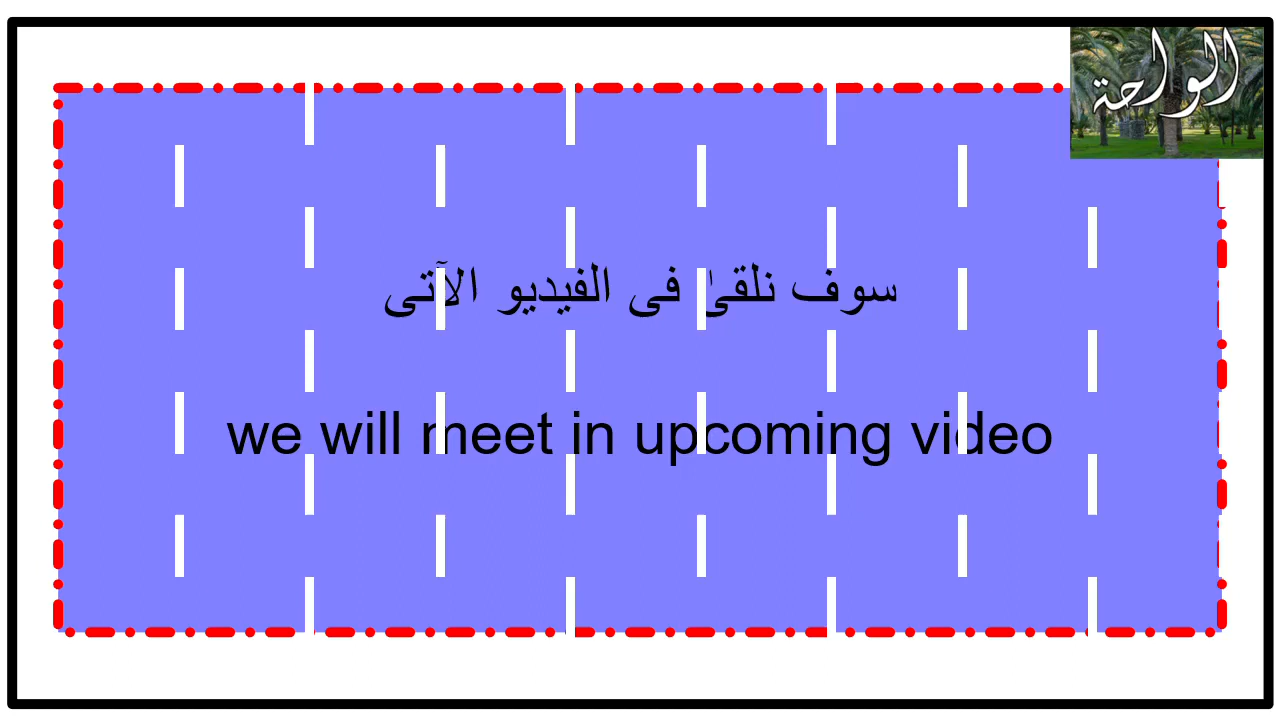 الواحة
سوف نلقىٰ فى الفيديو الآتى
we will meet in upcoming video